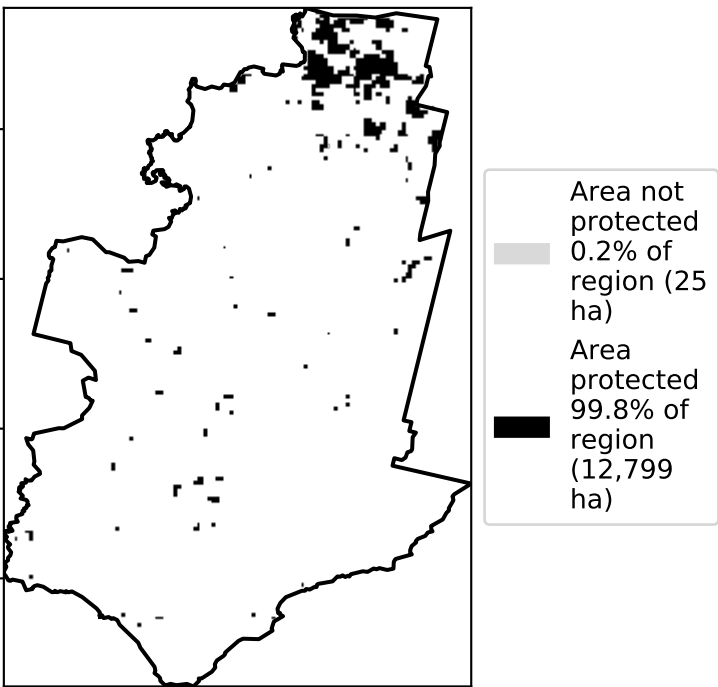 Area not
protected
0.2% of
region (25
ha)
Area
protected
99.8% of
region
(12,799
ha)